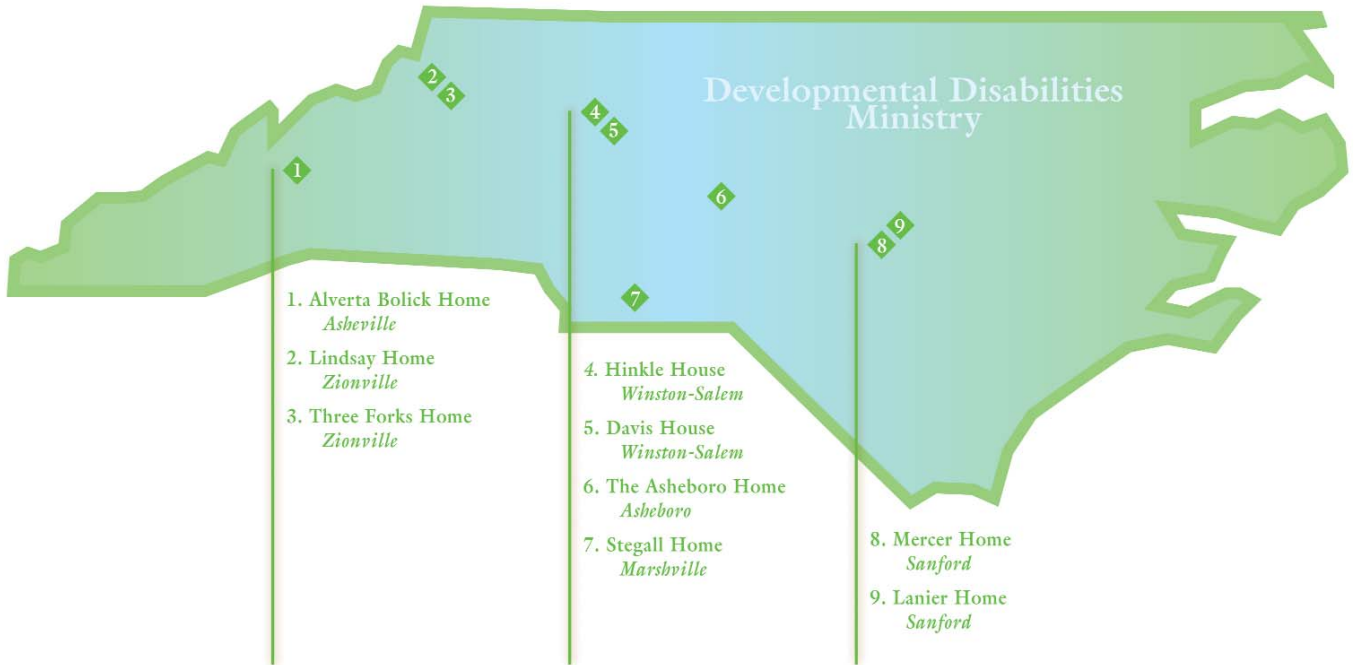 Developmental Disabilities
Ministry
2
3
4
5
1
6
9
8
7
1. Alverta Bolick Home
Asheville
2. Lindsay Home
Zionville
3. Three Forks Home
Zionville
4. Hinkle House
Winston-Salem
5. Davis House
Winston-Salem
6. The Asheboro Home
Asheboro
7. Stegall Home
Marshville
8. Mercer Home
Sanford
9. Lanier Home
Sanford